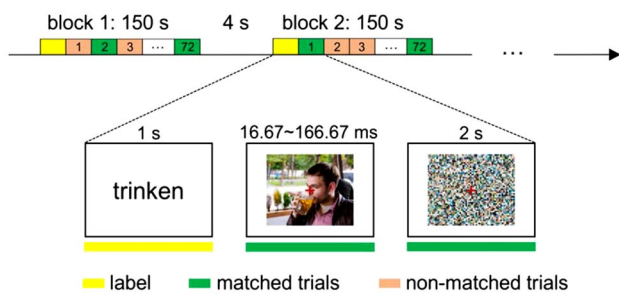 block 1: 150 s 4 s block 2: 150 s
1 2 3 ... 72 1 2 3 ... 72 ...
1 s 16.67~166.67 ms 2 s
trinken
label matched trials non-matched trials